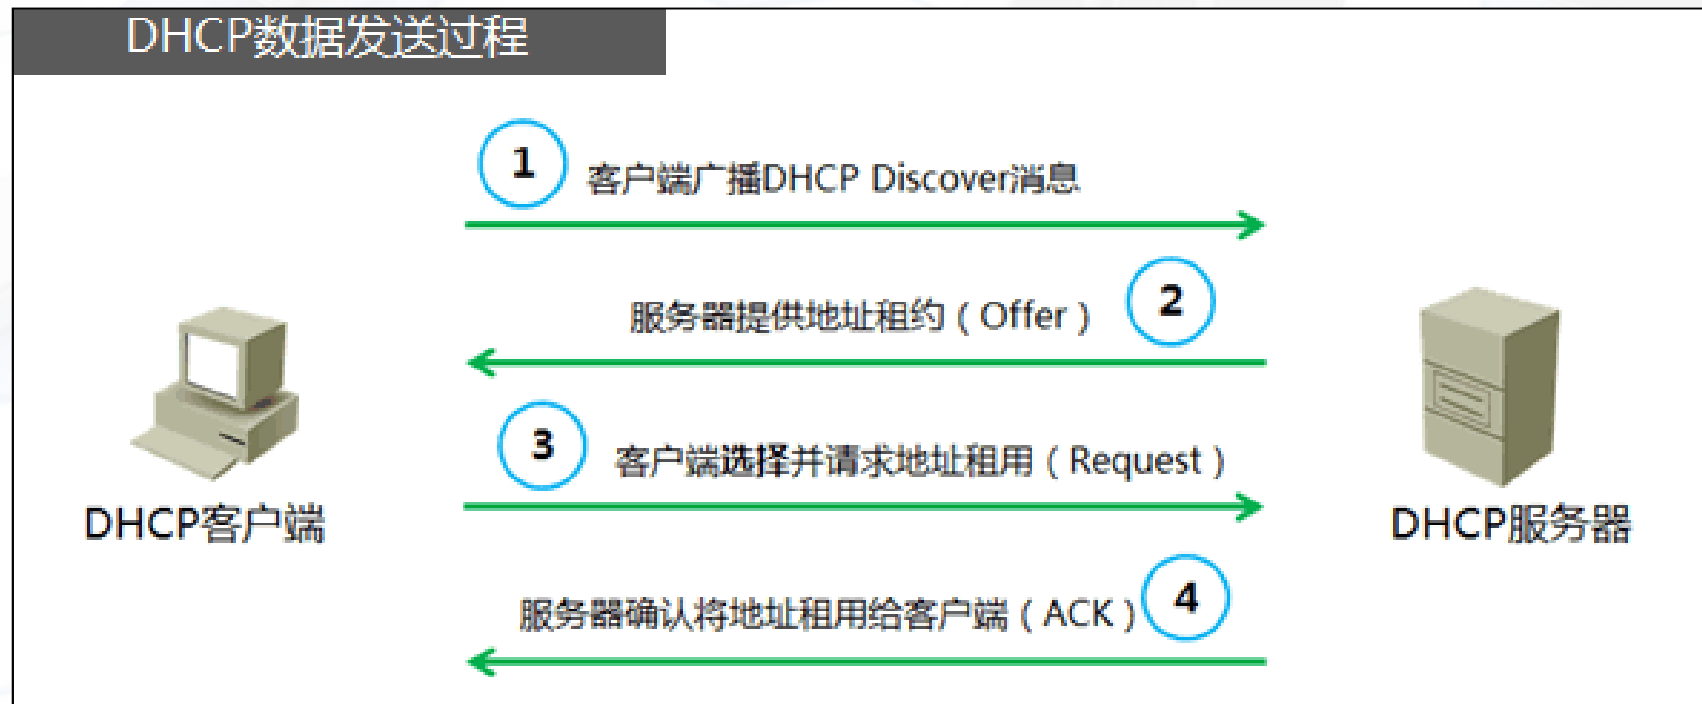 DHCP数据发送过程
1
客户端广播DHCP Discover消息
2
服务器提供地址租约（Offer）
3
客户端选择并请求地址租用（Request）
DHCP客户端
DHCP服务器
4
服务器确认将地址租用给客户端（ACK）